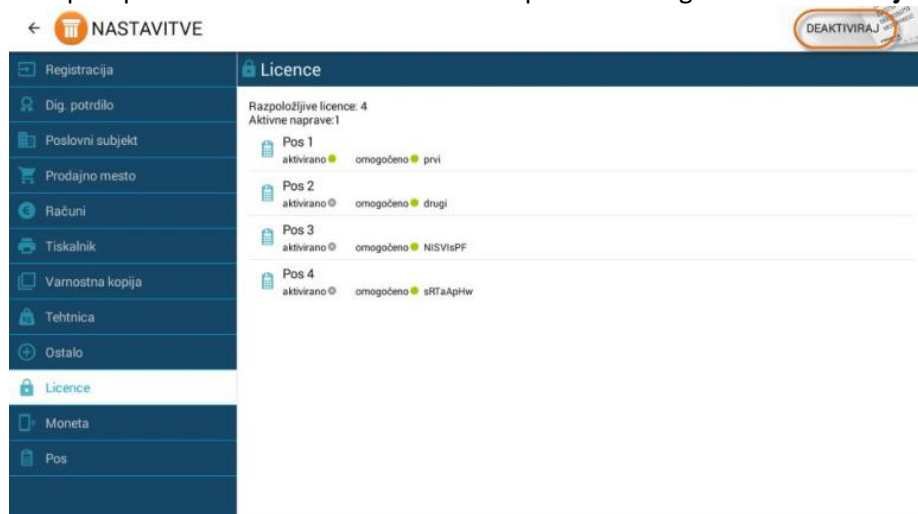 NASTAVITVE
DEAKTIVIRAJ
Registracija
Dig. potrdilo
Poslovni subjekt
Prodajno mesto
Računi
Tiskalnik
Varnostna kopija
Tehtnica
Ostalo
Licence
Moneta
Pos
Licence
Razpoložljive licence: 4
Aktivne naprave:1
Pos 1
aktivirano omogočeno prvi
Pos 2
aktivirano omogočeno drugi
Pos 3
aktivirano omogočeno NISVIsPF
Pos 4
aktivirano omogočeno sRTaApHw